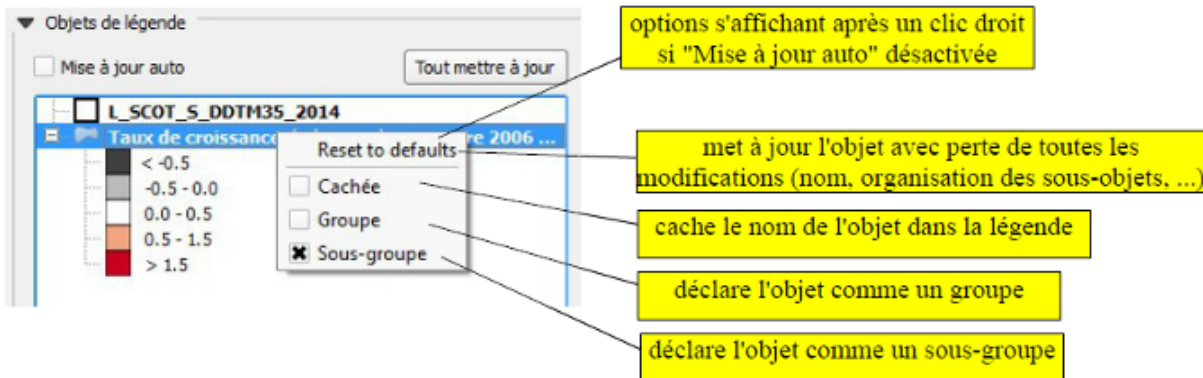 Objets de légende
Mise à jour auto
Tout mettre à jour
L_SCOT_S_DDTM35_2014
Taux de croissance re 2006 ...
< -0.5
-0.5 - 0.0
0.0 - 0.5
0.5 - 1.5
> 1.5
Reset to defaults
Cachée
Groupe
Sous-groupe
options s'affichant après un clic droit
si "Mise à jour auto" désactivée
met à jour l'objet avec perte de toutes les
modifications (nom, organisation des sous-objets, ...)
cache le nom de l'objet dans la légende
déclare l'objet comme un groupe
déclare l'objet comme un sous-groupe